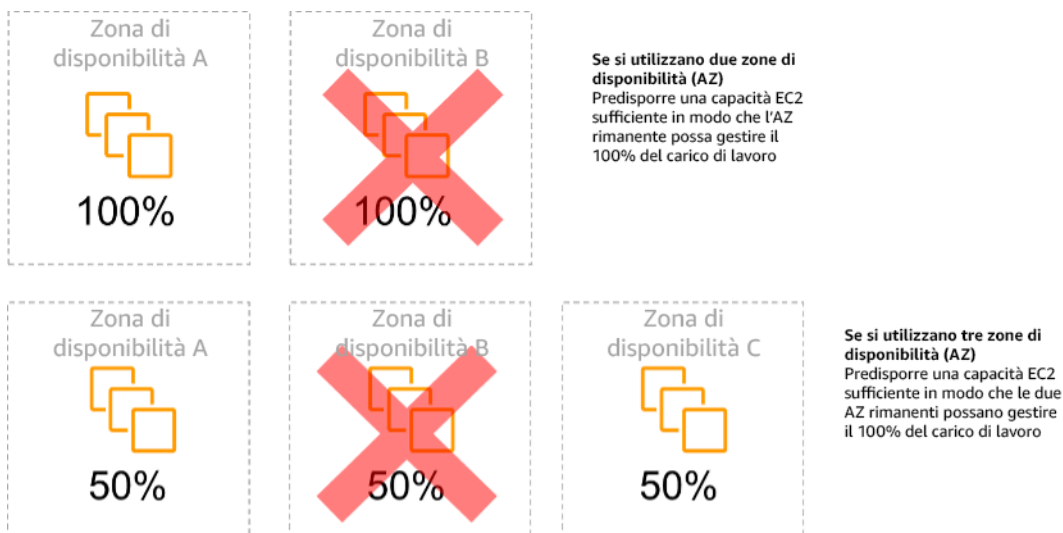 Zona di
disponibilità A
100%
Zona di
disponibilità B
100%
Se si utilizzano due zone di
disponibilità (AZ)
Predisporre una capacità EC2
sufficiente in modo che l'AZ
rimanente possa gestire il
100% del carico di lavoro
Zona di
disponibilità A
50%
Zona di
disponibilità B
50%
Zona di
disponibilità C
50%
Se si utilizzano tre zone di
disponibilità (AZ)
Predisporre una capacità EC2
sufficiente in modo che le due
AZ rimanenti possano gestire
il 100% del carico di lavoro